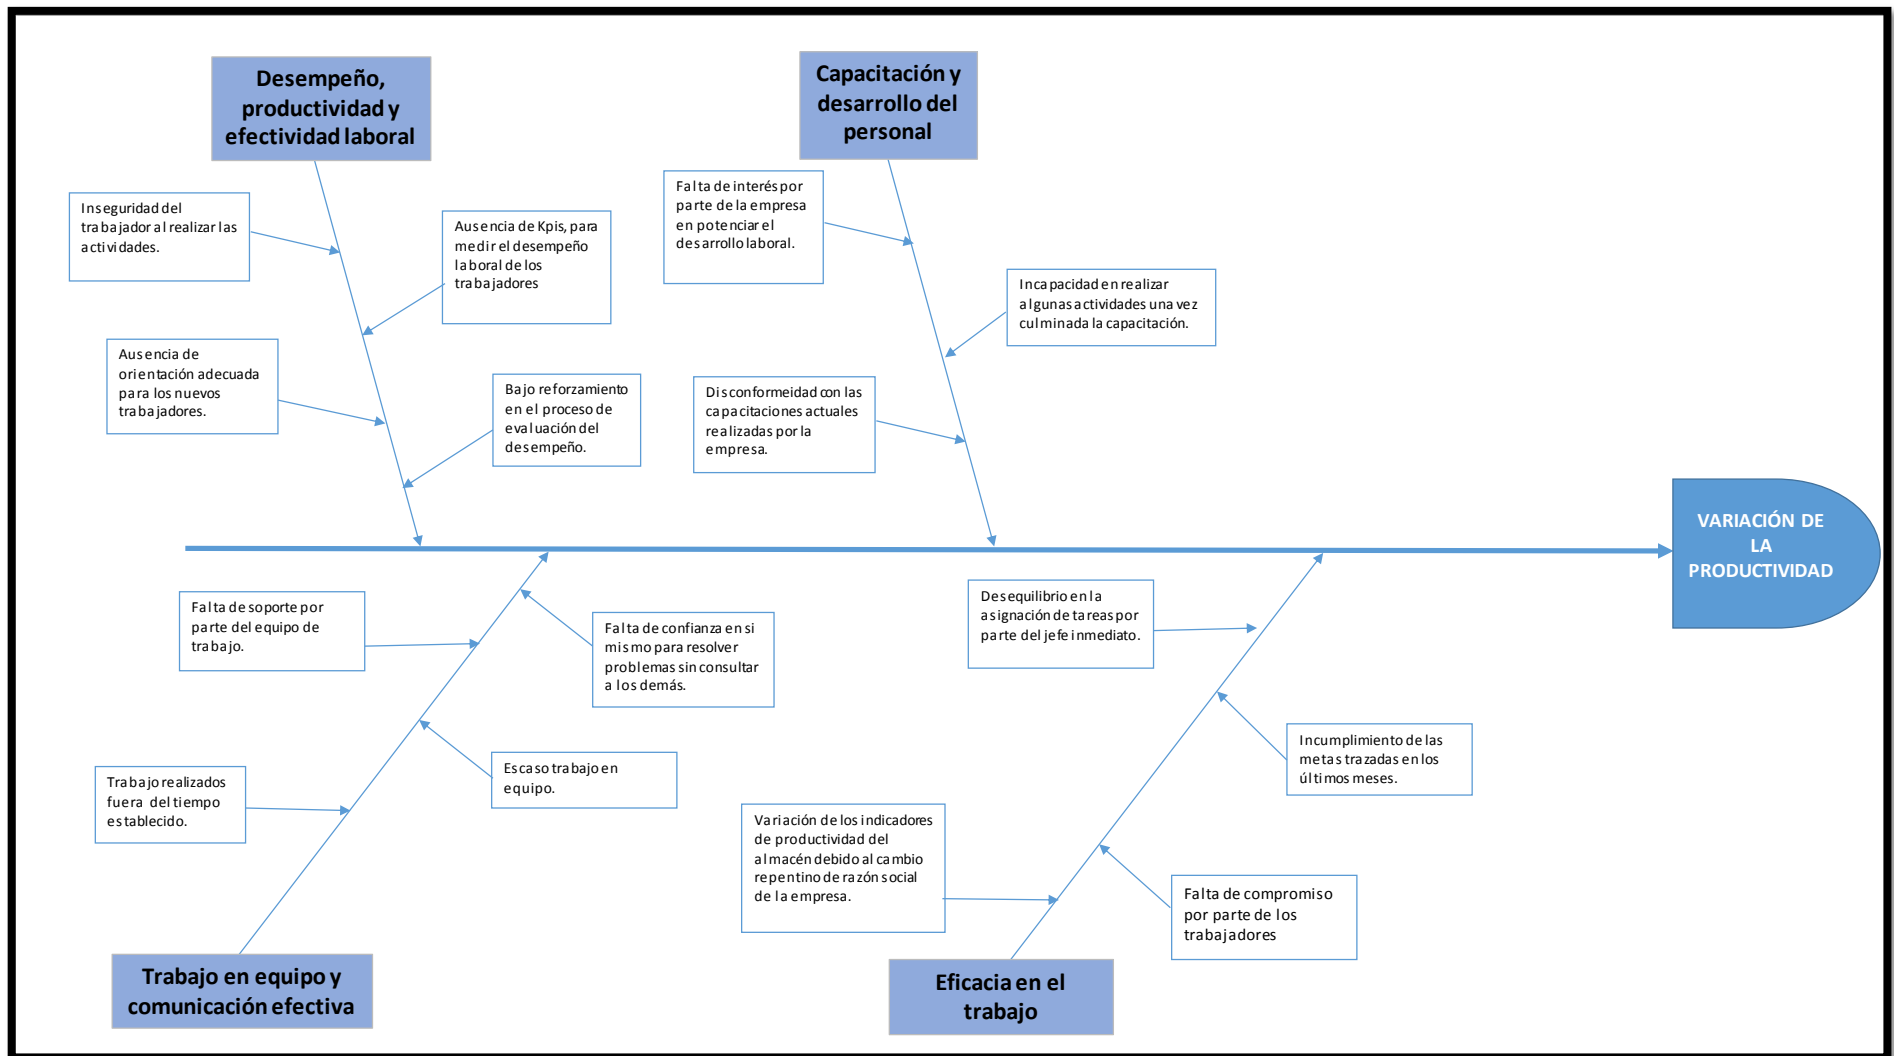 Desempeño,
productividad y
efectividad laboral
Capacitación y
desarrollo del
personal
Inseguridad del
trabajador al realizar las
actividades.
Ausencia de Kpis, para
medir el desempeño
laboral de los
trabajadores
Falta de interés por
parte de la empresa
en potenciar el
desarrollo laboral.
Incapacidad en realizar
algunas actividades una vez
culminada la capacitación.
Ausencia de
orientación adecuada
para los nuevos
trabajadores.
Bajo reforzamiento
en el proceso de
evaluación del
desempeño.
Disconformeidad con las
capacitaciones actuales
realizadas por la
empresa.
VARIACIÓN DE
LA
PRODUCTIVIDAD
Falta de soporte por
parte del equipo de
trabajo.
Falta de confianza en si
mismo para resolver
problemas sin consultar
a los demás.
Desequilibrio en la
asignación de tareas por
parte del jefe inmediato.
Incumplimiento de las
metas trazadas en los
últimos meses.
Trabajo realizados
fuera del tiempo
establecido.
Escaso trabajo en
equipo.
Variación de los indicadores
de productividad del
almacén debido al cambio
repentino de razón social
de la empresa.
Falta de compromiso
por parte de los
trabajadores
Trabajo en equipo y
comunicación efectiva
Eficacia en el
trabajo